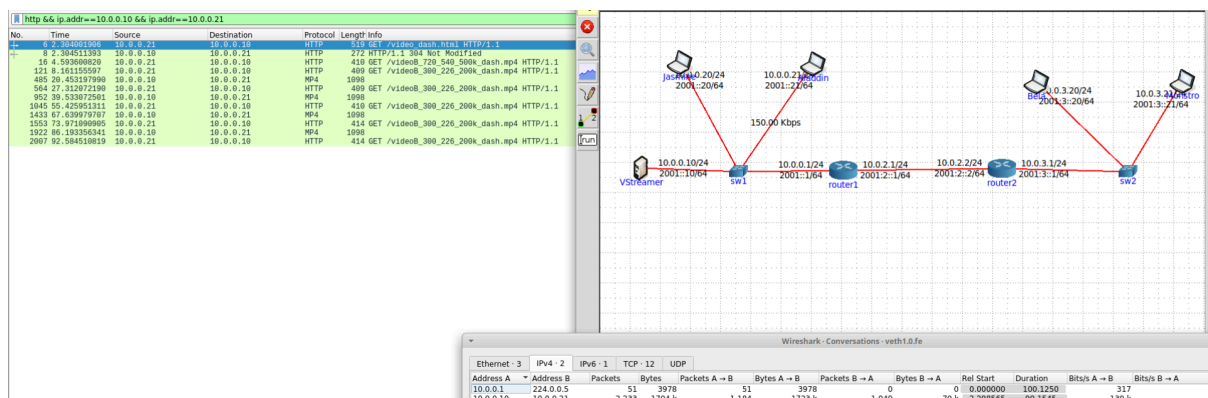 http && ip.addr==10.0.0.10 && ip.addr==10.0.0.21
No. Time Source Destination Protocol Length Info
6 2.304001906 10.0.0.21 10.0.0.10 HTTP 519 GET /video_dash.html HTTP/1.1
8 2.304511393 10.0.0.10 10.0.0.21 HTTP 272 HTTP/1.1 304 Not Modified
16 4.593600820 10.0.0.21 10.0.0.10 HTTP 410 GET /videoB_720_540_500k_dash.mp4 HTTP/1.1
121 8.161155597 10.0.0.21 10.0.0.10 HTTP 409 GET /videoB_300_226_200k_dash.mp4 HTTP/1.1
485 20.453197990 10.0.0.10 10.0.0.21 MP4 1098
564 27.312072190 10.0.0.21 10.0.0.10 HTTP 409 GET /videoB_300_226_200k_dash.mp4 HTTP/1.1
952 39.533072501 10.0.0.10 10.0.0.21 MP4 1098
1045 55.425951311 10.0.0.21 10.0.0.10 HTTP 410 GET /videoB_300_226_200k_dash.mp4 HTTP/1.1
1433 67.639979707 10.0.0.10 10.0.0.21 MP4 1098
1553 73.971090905 10.0.0.21 10.0.0.10 HTTP 414 GET /videoB_300_226_200k_dash.mp4 HTTP/1.1
1922 86.193356341 10.0.0.10 10.0.0.21 MP4 1098
2007 92.584510819 10.0.0.21 10.0.0.10 HTTP 414 GET /videoB_300_226_200k_dash.mp4 HTTP/1.1
1 2
run
2001::20/64
2001::21/64
150.00 Kbps
Bela
2001:3::20/64
2001:3::21/64
10.0.0.10/24
2001::10/64
VStreamer
sw1
10.0.0.1/24
2001::1/64
router1
10.0.2.1/24
2001:2::1/64
10.0.2.2/24
2001:2::2/64
router2
10.0.3.1/24
2001:3::1/64
sw2
Wireshark · Conversations · veth1.0.fe
Ethernet · 3 IPv4 · 2 IPv6 · 1 TCP · 12 UDP
Address A Address B Packets Bytes Packets A → B Bytes A → B Packets B → A Bytes B → A Rel Start Duration Bits/s A → B Bits/s B → A
10.0.0.1 224.0.0.5 51 3978 51 3978 0 0 0.000000 100.1250 317